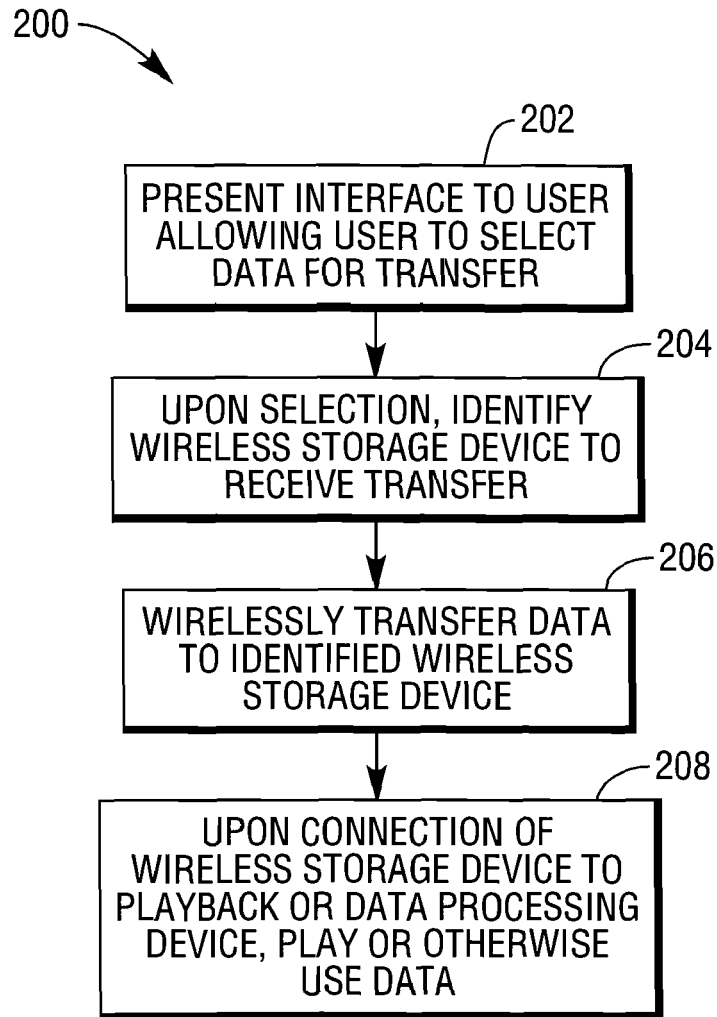 200
202
PRESENT INTERFACE TO USER
ALLOWING USER TO SELECT
DATA FOR TRANSFER
204
UPON SELECTION, IDENTIFY
WIRELESS STORAGE DEVICE TO
RECEIVE TRANSFER
206
WIRELESSLY TRANSFER DATA
TO IDENTIFIED WIRELESS
STORAGE DEVICE
208
UPON CONNECTION OF
WIRELESS STORAGE DEVICE TO
PLAYBACK OR DATA PROCESSING
DEVICE, PLAY OR OTHERWISE
USE DATA